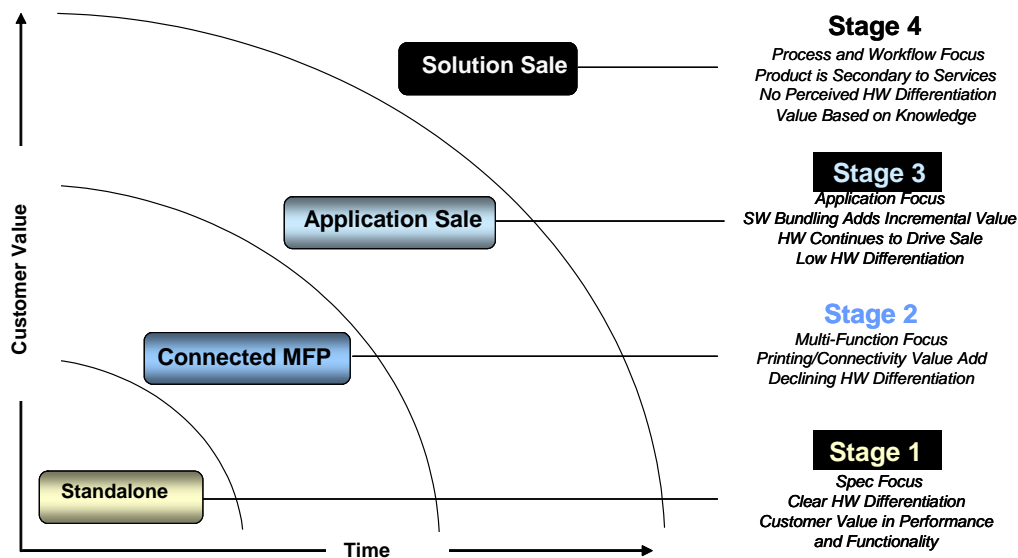 Solution Sale
Stage 4
Process and Workflow Focus
Product is Secondary to Services
No Perceived HW Differentiation
Value Based on Knowledge
Application Sale
Stage 3
Application Focus
SW Bundling Adds Incremental Value
HW Continues to Drive Sale
Low HW Differentiation
Connected MFP
Stage 2
Multi-Function Focus
Printing/Connectivity Value Add
Declining HW Differentiation
Standalone
Stage 1
Spec Focus
Clear HW Differentiation
Customer Value in Performance
and Functionality
Customer Value
Time